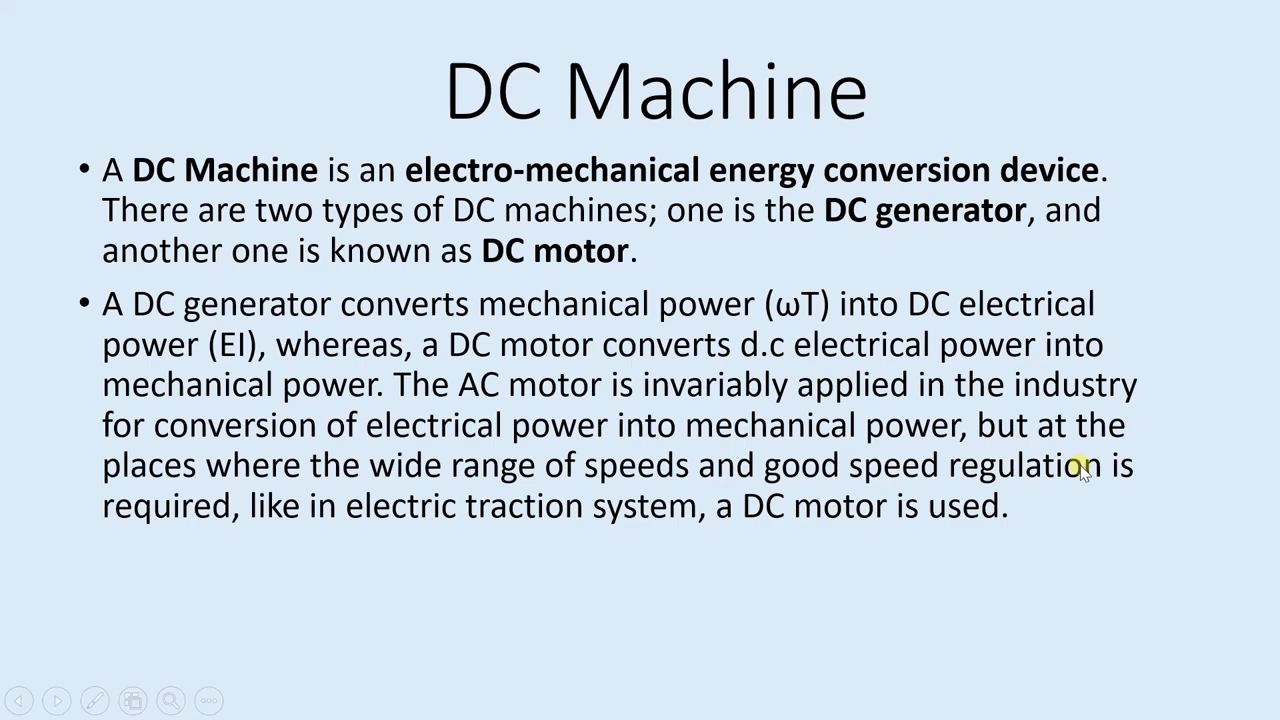 DC Machine
• A DC Machine is an electro-mechanical energy conversion device.
There are two types of DC machines; one is the DC generator, and
another one is known as DC motor.
• A DC generator converts mechanical power (ωT) into DC electrical
power (EI), whereas, a DC motor converts d.c electrical power into
mechanical power. The AC motor is invariably applied in the industry
for conversion of electrical power into mechanical power, but at the
places where the wide range of speeds and good speed regulation is
required, like in electric traction system, a DC motor is used.